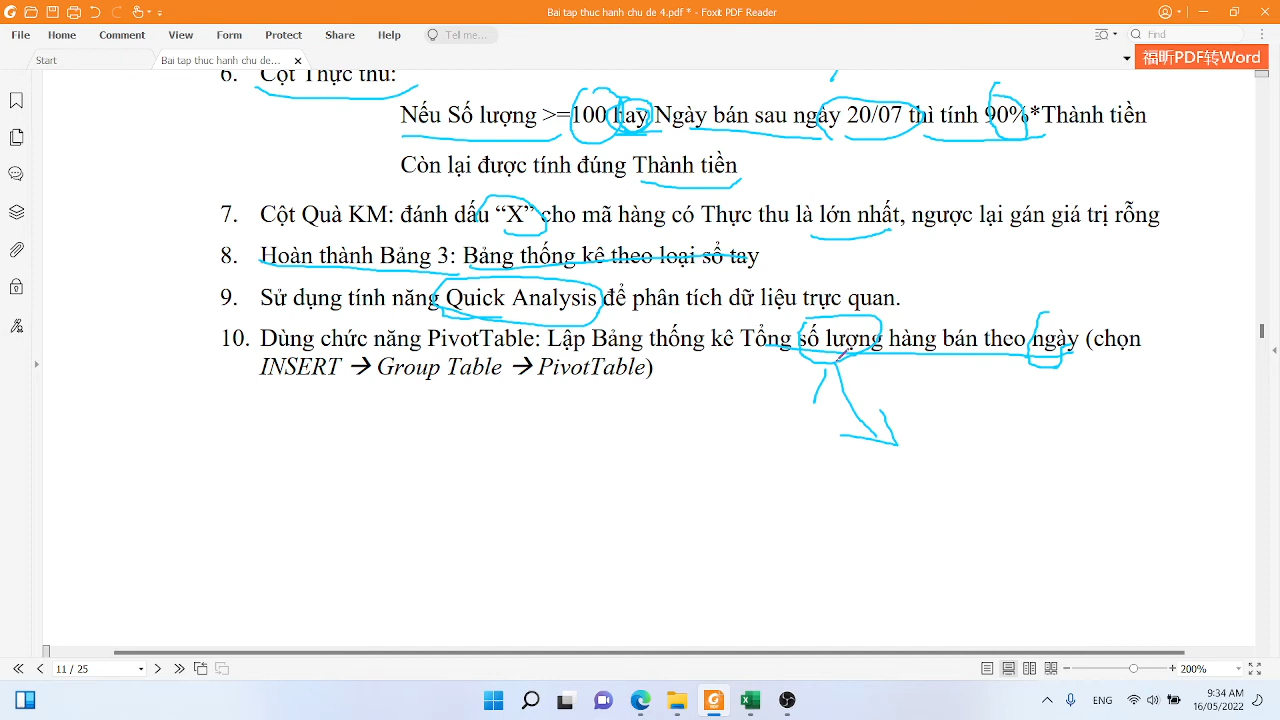 Bai tap thuc hanh chu de 4.pdf * - Foxit PDF Reader
File Home Comment View Form Protect Share Help Tell me... Find
Start Bai tap thuc hanh chu de... 福昕PDF转Word
6. Cột Thực thu:
Nếu Số lượng >=100 hay Ngày bán sau ngày 20/07 thì tính 90%*Thành tiền
Còn lại được tính đúng Thành tiền
7. Cột Quà KM: đánh dấu “X” cho mã hàng có Thực thu là lớn nhất, ngược lại gán giá trị rỗng
8. Hoàn thành Bảng 3: Bảng thống kê theo loại sổ tay
9. Sử dụng tính năng Quick Analysis để phân tích dữ liệu trực quan.
10. Dùng chức năng PivotTable: Lập Bảng thống kê Tổng số lượng hàng bán theo ngày (chọn
INSERT → Group Table → PivotTable)
11 / 25 200%
ENG 9:34 AM
16/05/2022